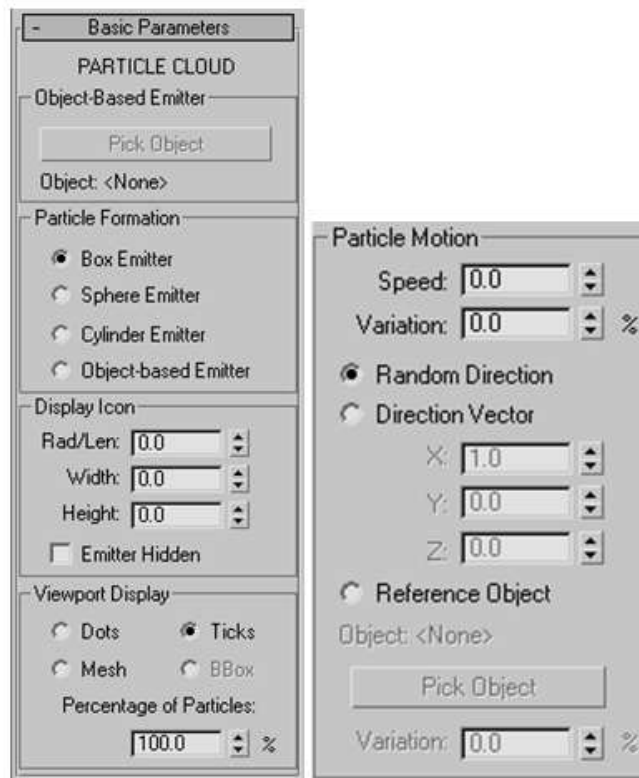 - Basic Parameters
PARTICLE CLOUD
Object-Based Emitter
Pick Object
Object: <None>
Particle Formation
Box Emitter
Sphere Emitter
Cylinder Emitter
Object-based Emitter
Display Icon
Rad/Len: 0.0
Width: 0.0
Height: 0.0
Emitter Hidden
Viewport Display
Dots Ticks
Mesh BBox
Percentage of Particles:
100.0 %
Particle Motion
Speed: 0.0
Variation: 0.0 %
Random Direction
Direction Vector
X: 1.0
Y: 0.0
Z: 0.0
Reference Object
Object: <None>
Pick Object
Variation: 0.0 %